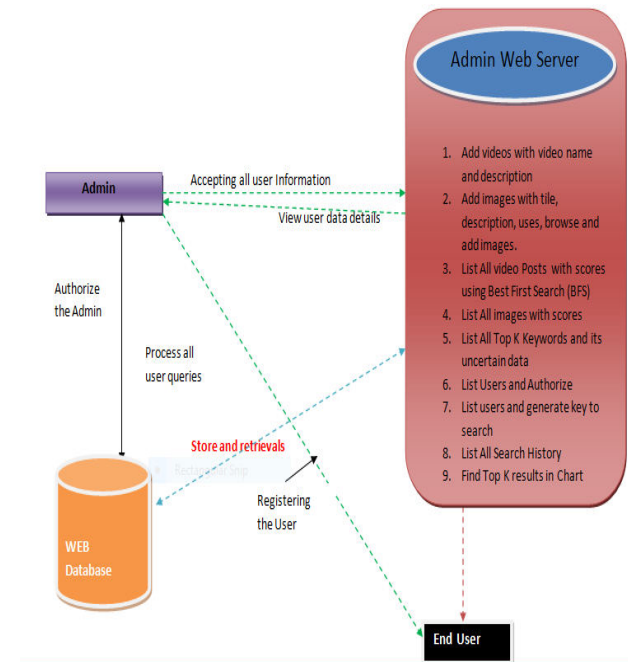 Admin Web Server
1. Add videos with video name
and description
2. Add images with tile,
description, uses, browse and
add images.
3. List All video Posts with scores
using Best First Search (BFS)
4. List All images with scores
5. List All Top K Keywords and its
uncertain data
6. List Users and Authorize
7. List users and generate key to
search
8. List All Search History
9. Find Top K results in Chart
Admin
Accepting all user Information
View user data details
Authorize
the Admin
Process all
user queries
Store and retrievals
Rectangular Snip
Registering
the User
WEB
Database
End User